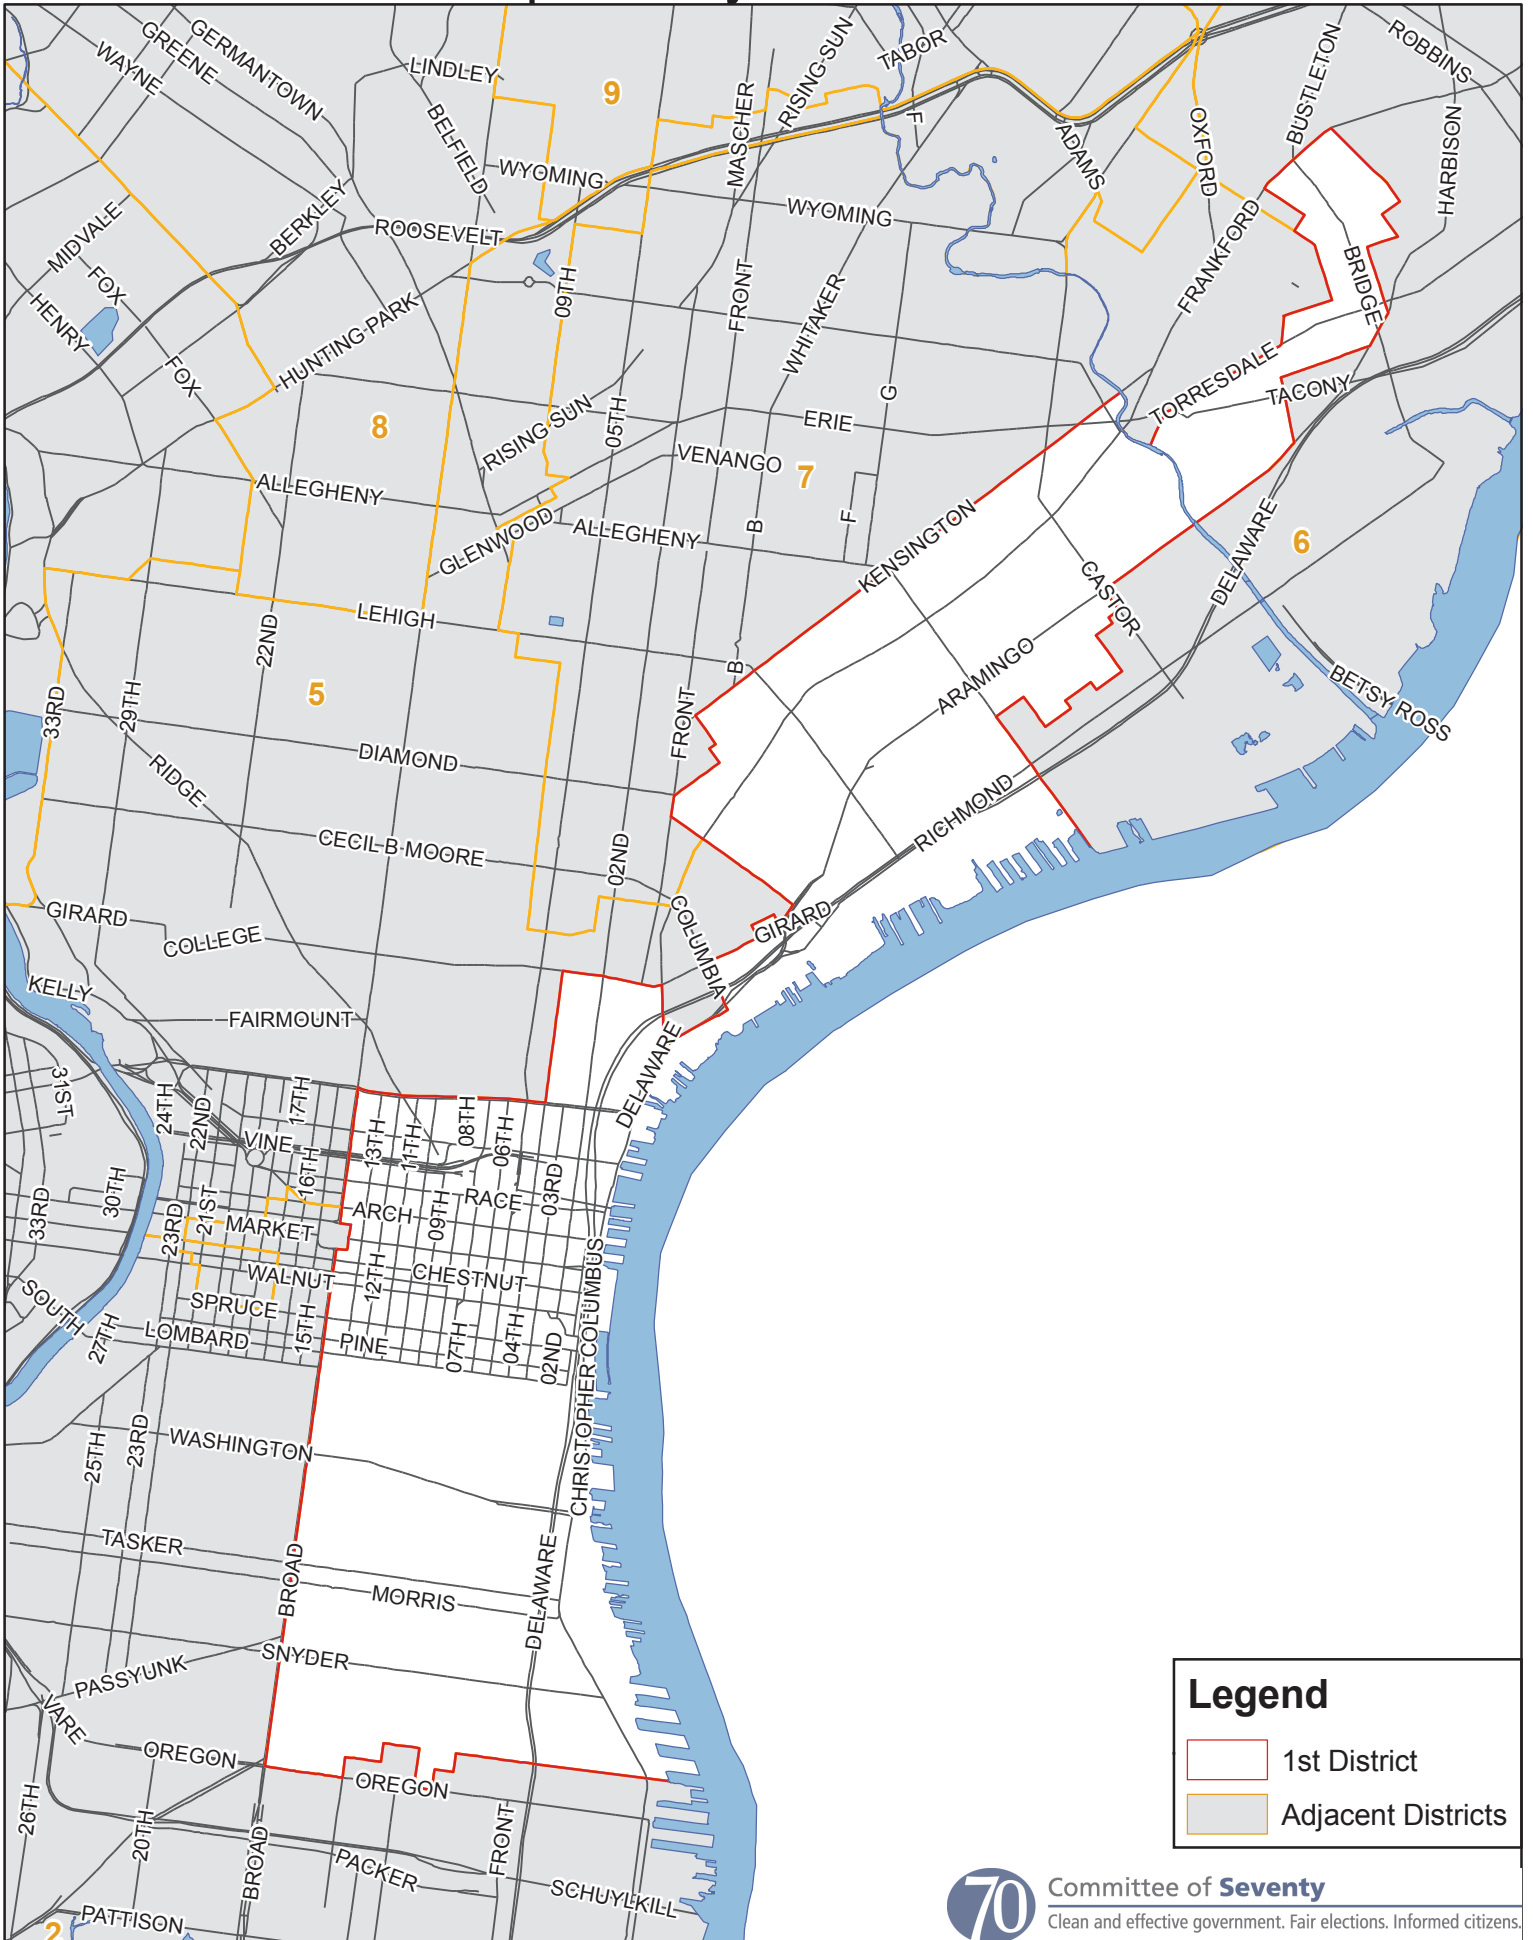 WAYNE
GREENE
GERMANTOWN
LINDLEY
BELFIELD
9
MASCHER
RISING SUN
TABOR
F
ADAMS
OXFORD
BUSTLETON
ROBBINS
HARBISON
WYOMING
WYOMING
MIDVALE
BERKLEY
ROOSEVELT
FOX
HENRY
FOX
HUNTING PARK
09TH
FRONT
WHITAKER
FRANKFORD
BRIDGE
8
RISING SUN
05TH
ERIE
G
TORRESDALE
TACONY
VENANGO
7
ALLEGHENY
GLENWOOD
ALLEGHENY
B
F
KENSINGTON
CASTOR
DELAWARE
6
LEHIGH
22ND
B
ARAMINGO
BETSY ROSS
33RD
29TH
5
FRONT
DIAMOND
RIDGE
RICHMOND
CECIL B MOORE
02ND
GIRARD
COLLEGE
COLUMBIA
GIRARD
KELLY
FAIRMOUNT
DELAWARE
31ST
24TH
22ND
17TH
VINE
16TH
13TH
11TH
08TH
06TH
33RD
30TH
23RD
21ST
MARKET
ARCH
09TH
RACE
03RD
WALNUT
12TH
CHESTNUT
SPRUCE
SOUTH
27TH
LOMBARD
15TH
PINE
07TH
04TH
02ND
CHRISTOPHER COLUMBUS
25TH
23RD
WASHINGTON
TASKER
BROAD
MORRIS
DELAWARE
SNYDER
PASSYUNK
VARE
OREGON
OREGON
26TH
20TH
BROAD
PACKER
FRONT
SCHUYLKILL
PATTISON
2
Legend
1st District
Adjacent Districts
70
Committee of Seventy
Clean and effective government. Fair elections. Informed citizens.